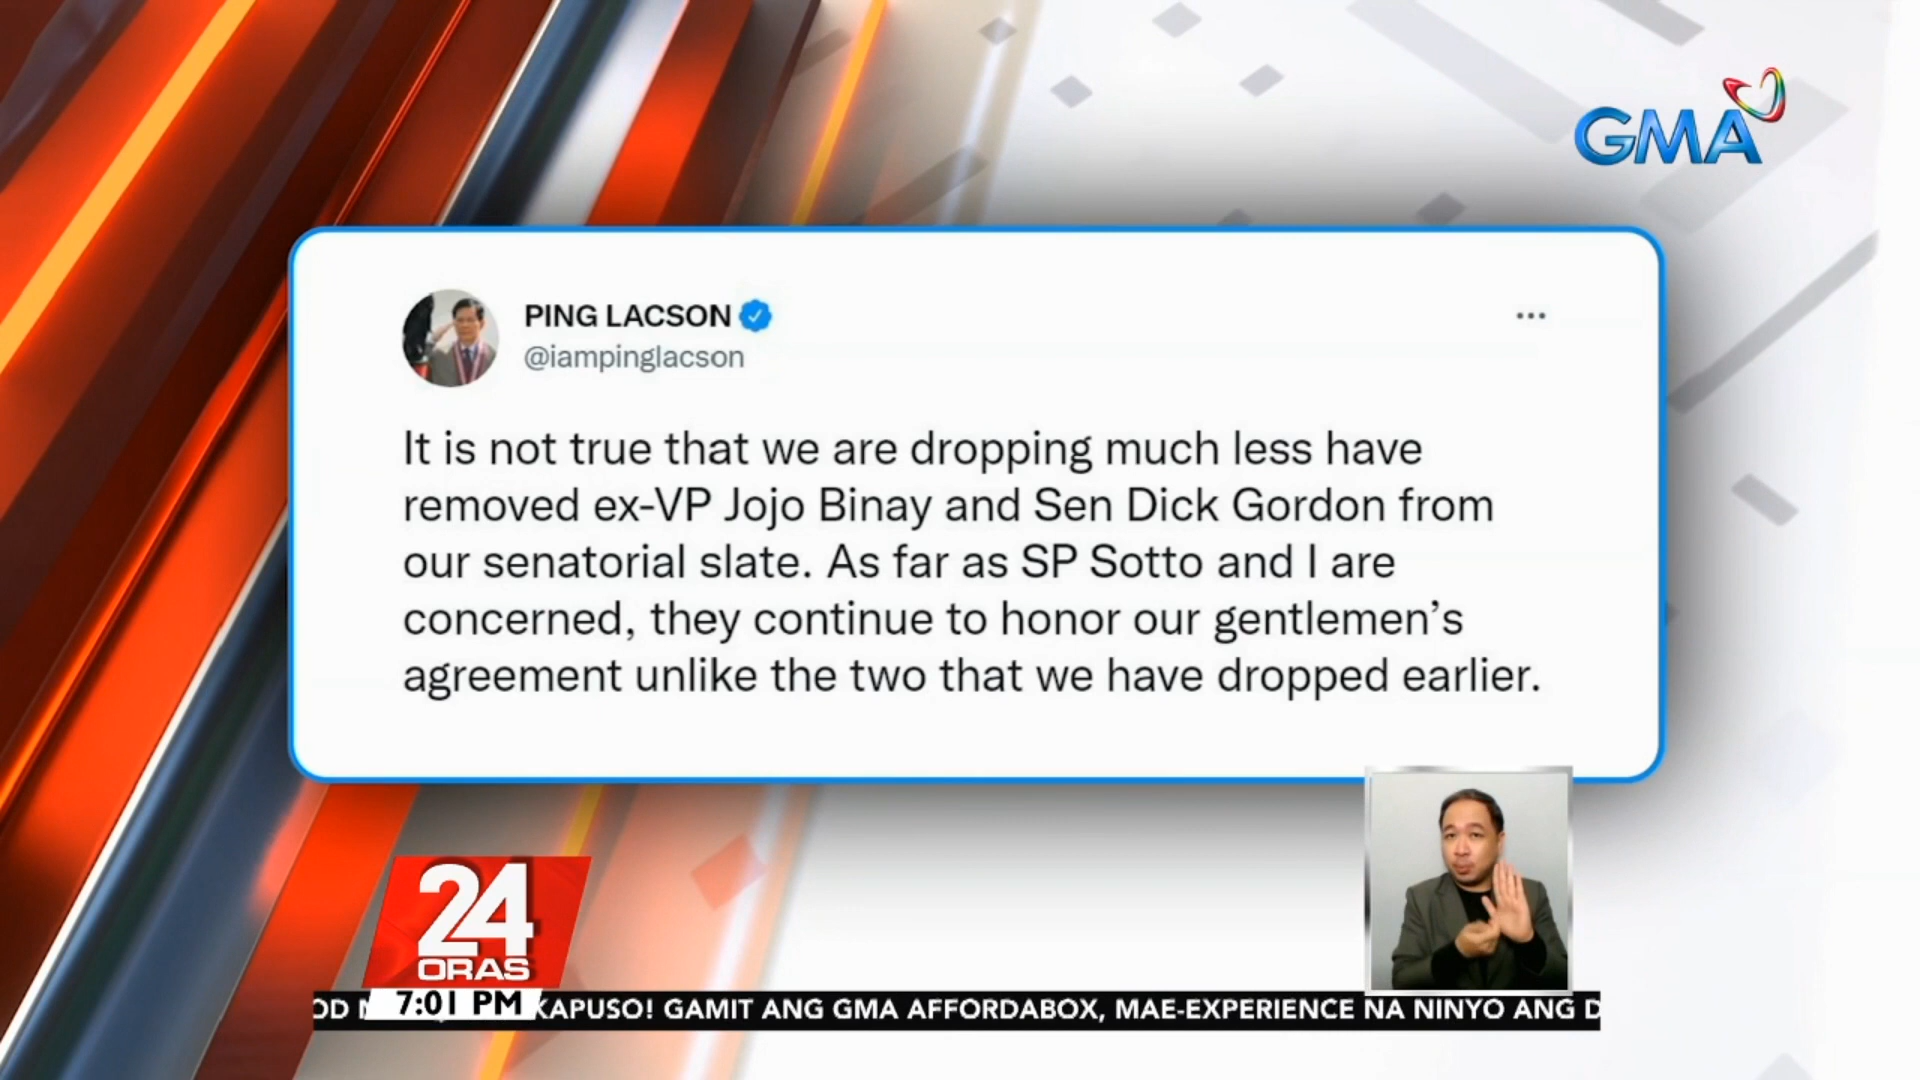 GMA
PING LACSON
@iampinglacson
It is not true that we are dropping much less have
removed ex-VP Jojo Binay and Sen Dick Gordon from
our senatorial slate. As far as SP Sotto and I are
concerned, they continue to honor our gentlemen’s
agreement unlike the two that we have dropped earlier.
24
ORAS
7:01 PM
KAPUSO! GAMIT ANG GMA AFFORDABOX, MAE-EXPERIENCE NA NINYO ANG